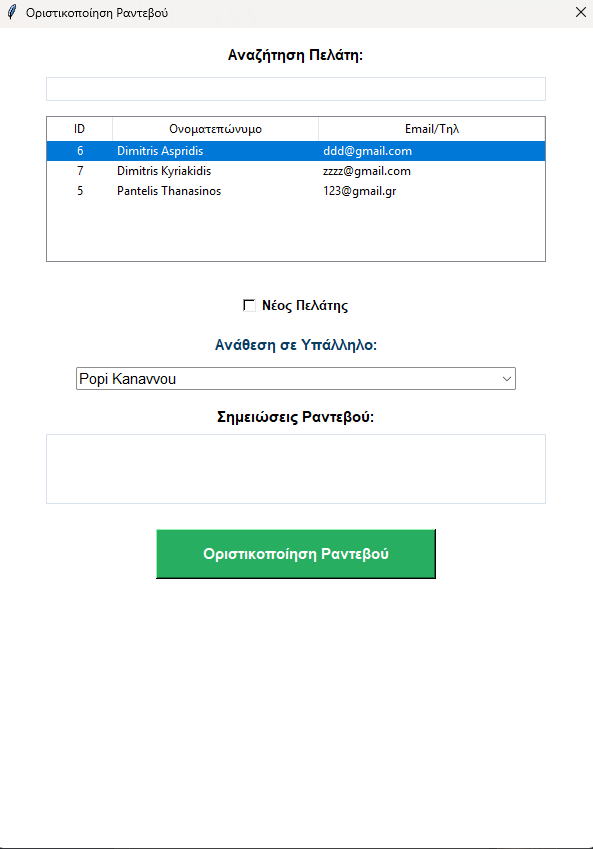 Οριστικοποίηση Ραντεβού
Αναζήτηση Πελάτη:
ID Ονοματεπώνυμο Email/Τηλ
6 Dimitris Aspridis ddd@gmail.com
7 Dimitris Kyriakidis zzzz@gmail.com
5 Pantelis Thanasinos 123@gmail.gr
Νέος Πελάτης
Ανάθεση σε Υπάλληλο:
Popi Kanavvou
Σημειώσεις Ραντεβού:
Οριστικοποίηση Ραντεβού